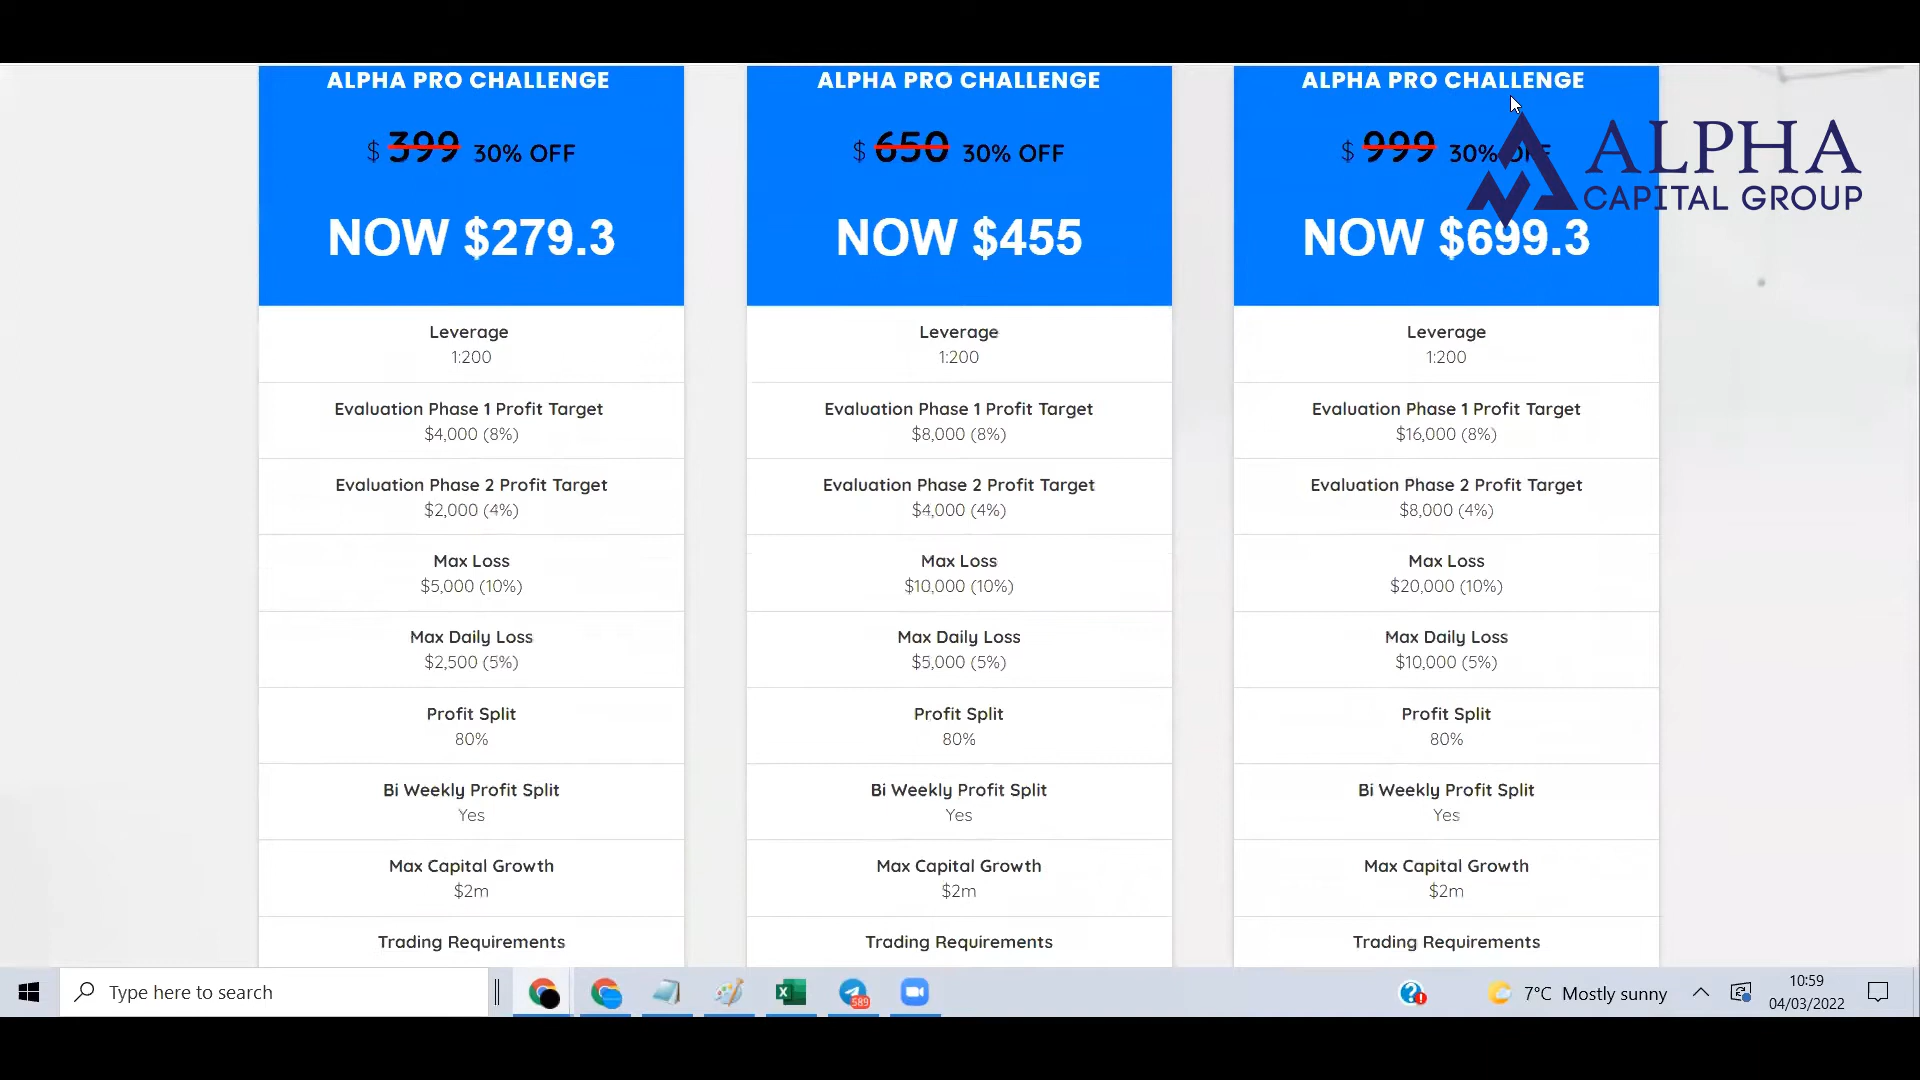 ALPHA PRO CHALLENGE
$ 399 30% OFF
NOW $279.3
Leverage
1:200
Evaluation Phase 1 Profit Target
$4,000 (8%)
Evaluation Phase 2 Profit Target
$2,000 (4%)
Max Loss
$5,000 (10%)
Max Daily Loss
$2,500 (5%)
Profit Split
80%
Bi Weekly Profit Split
Yes
Max Capital Growth
$2m
Trading Requirements
ALPHA PRO CHALLENGE
$ 650 30% OFF
NOW $455
Leverage
1:200
Evaluation Phase 1 Profit Target
$8,000 (8%)
Evaluation Phase 2 Profit Target
$4,000 (4%)
Max Loss
$10,000 (10%)
Max Daily Loss
$5,000 (5%)
Profit Split
80%
Bi Weekly Profit Split
Yes
Max Capital Growth
$2m
Trading Requirements
ALPHA PRO CHALLENGE
$ 999 30% OFF
NOW $699.3
Leverage
1:200
Evaluation Phase 1 Profit Target
$16,000 (8%)
Evaluation Phase 2 Profit Target
$8,000 (4%)
Max Loss
$20,000 (10%)
Max Daily Loss
$10,000 (5%)
Profit Split
80%
Bi Weekly Profit Split
Yes
Max Capital Growth
$2m
Trading Requirements
ALPHA
CAPITAL GROUP
Type here to search
589
7°C Mostly sunny
10:59
04/03/2022